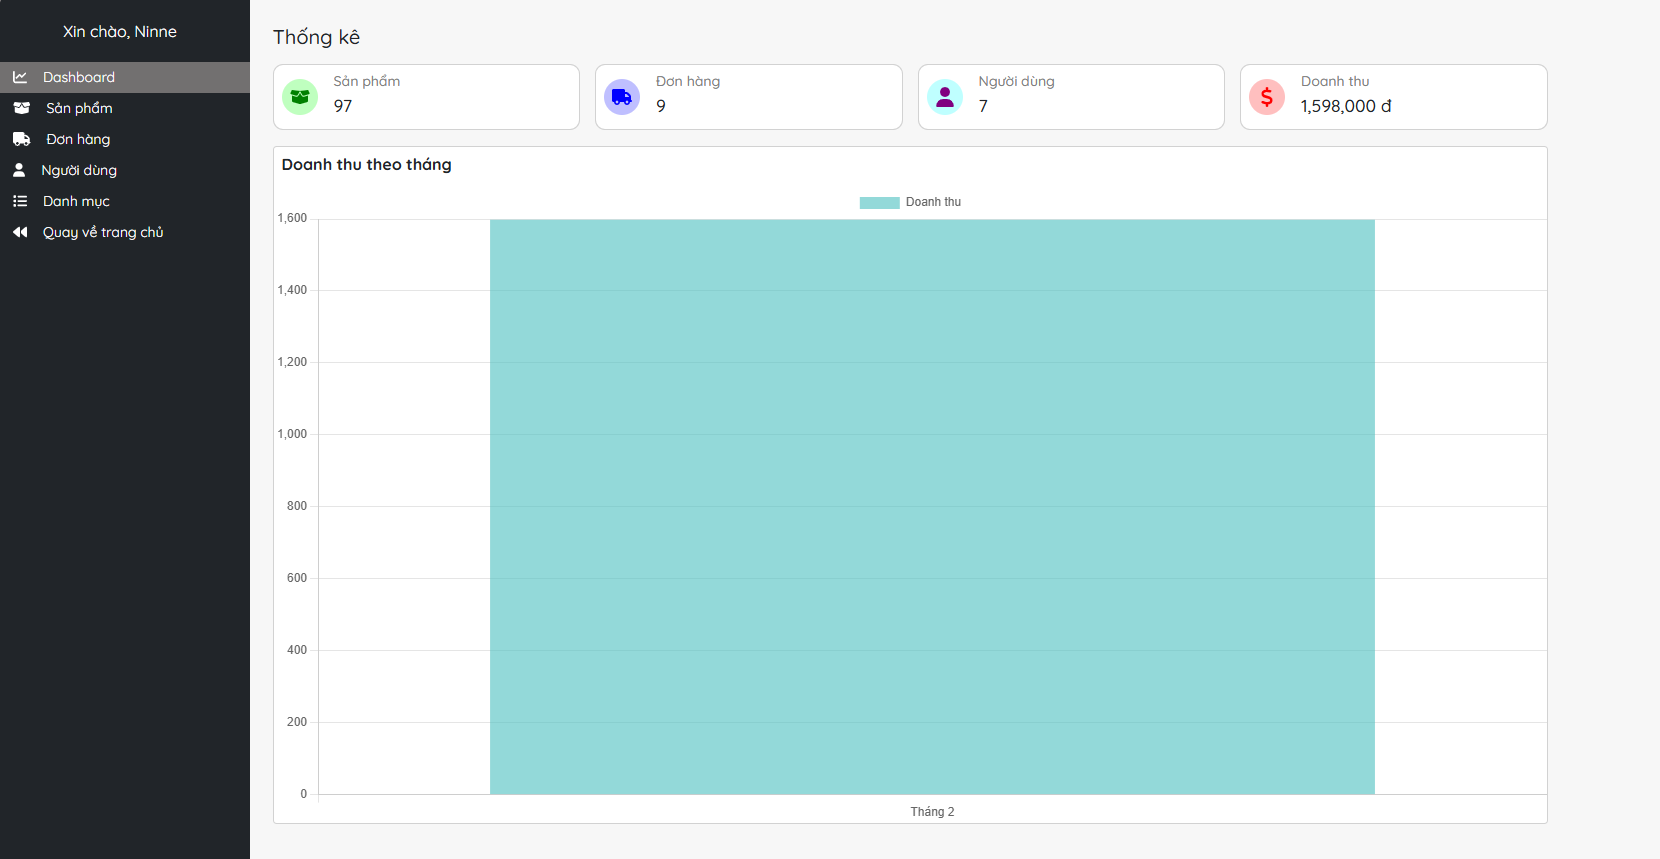 Xin chào, Ninne
Dashboard
Sản phẩm
Đơn hàng
Người dùng
Danh mục
Quay về trang chủ
Thống kê
Sản phẩm
97
Đơn hàng
9
Người dùng
7
Doanh thu
1,598,000 đ
Doanh thu theo tháng
Doanh thu
1,600
1,400
1,200
1,000
800
600
400
200
0
Tháng 2